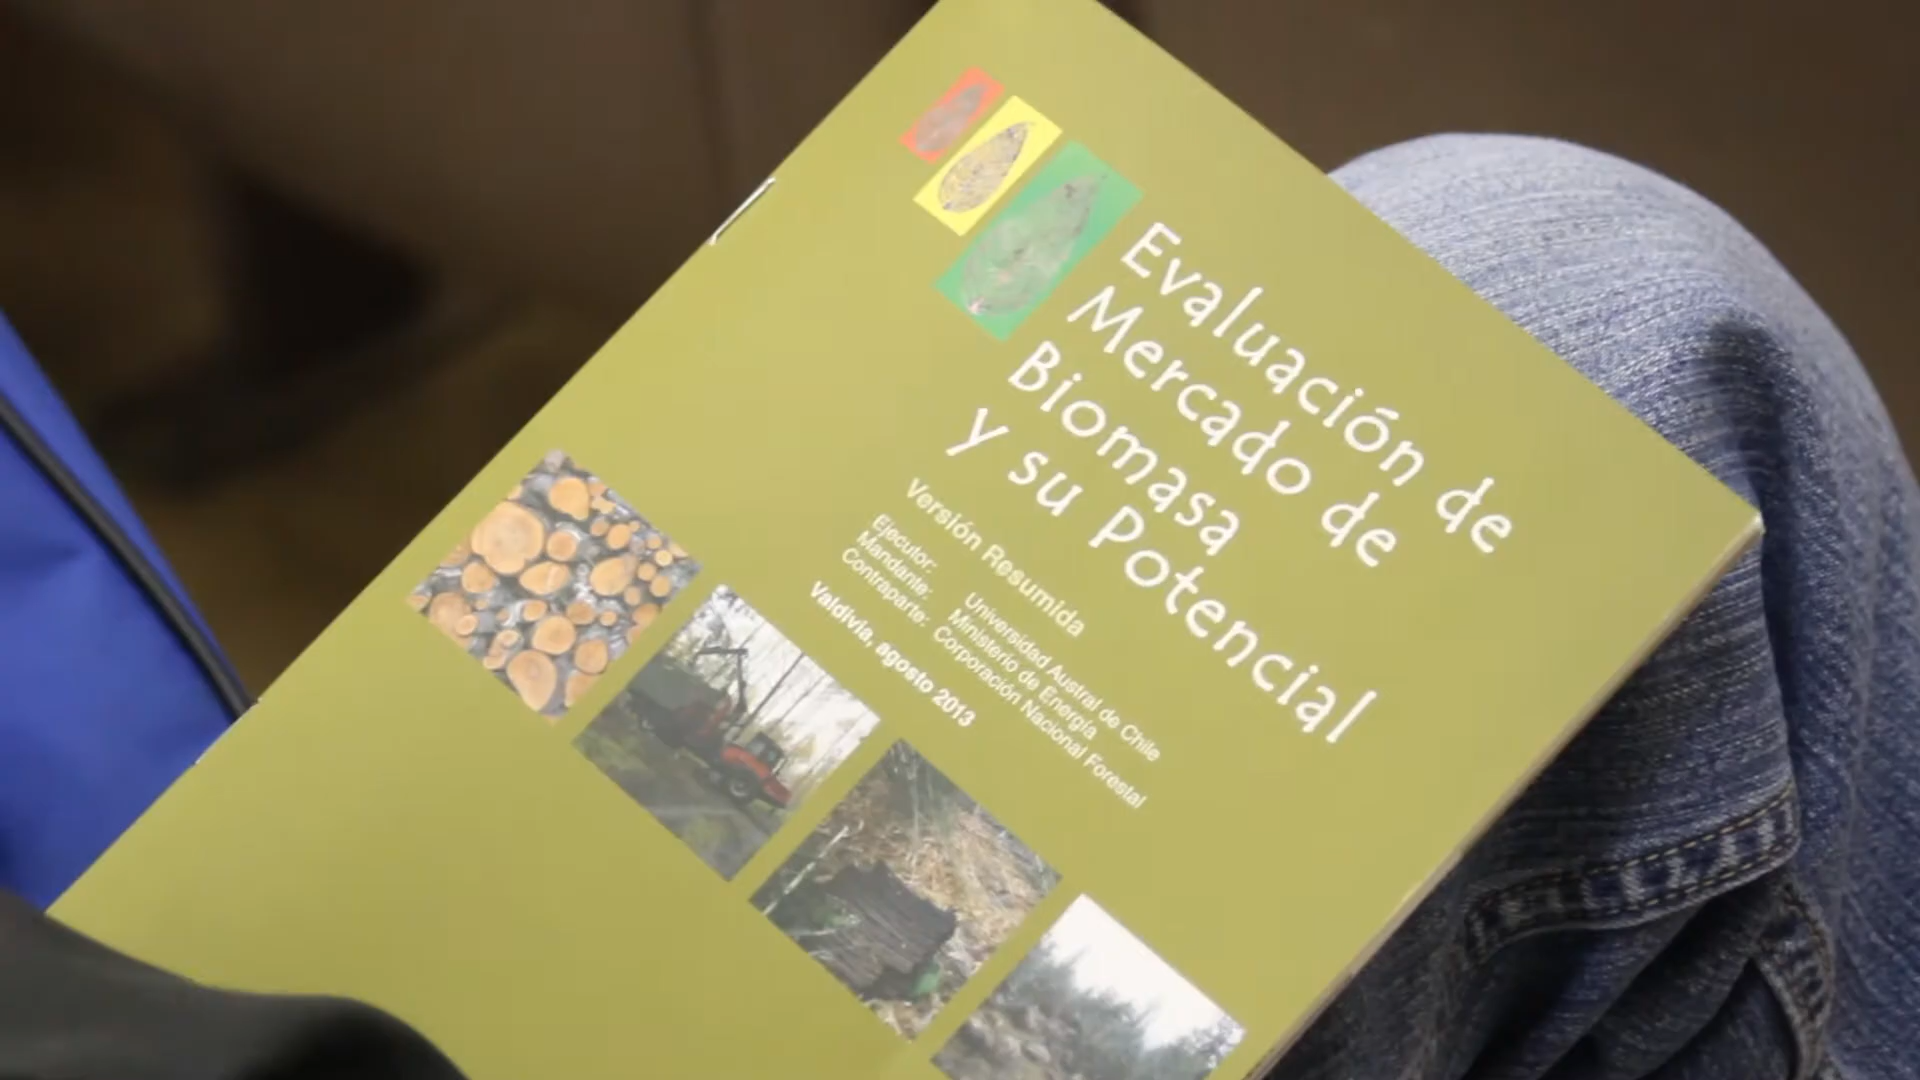 Evaluación de
Mercado de
Biomasa
y su Potencial
Versión Resumida
Ejecutor: Universidad Austral de Chile
Mandante: Ministerio de Energía
Contraparte: Corporación Nacional Forestal
Valdivia, agosto 2013